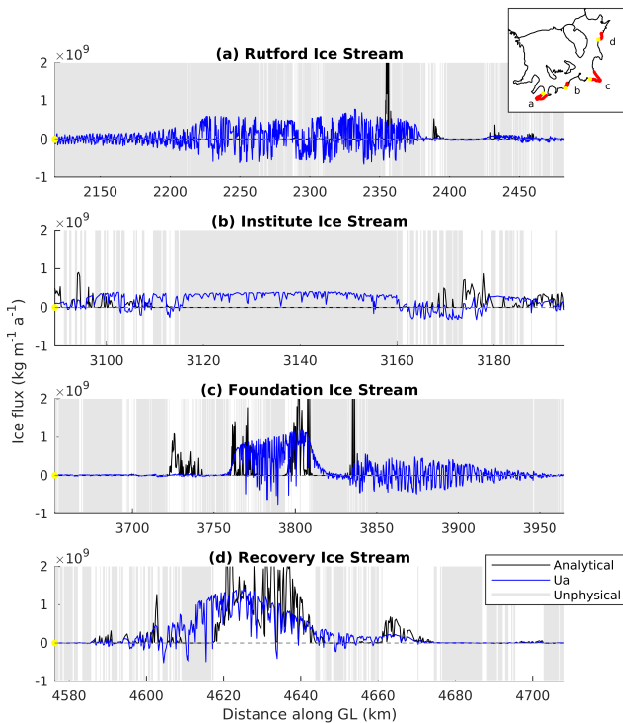 ×10⁹
(a) Rutford Ice Stream
d
b
c
a
2
1
0
-1
2150 2200 2250 2300 2350 2400 2450
×10⁹
(b) Institute Ice Stream
2
1
0
-1
3100 3120 3140 3160 3180
×10⁹
(c) Foundation Ice Stream
2
1
0
-1
3700 3750 3800 3850 3900 3950
×10⁹
(d) Recovery Ice Stream
2
1
0
-1
4580 4600 4620 4640 4660 4680 4700
Analytical
Ua
Unphysical
Distance along GL (km)
Ice flux (kg m⁻¹ a⁻¹)